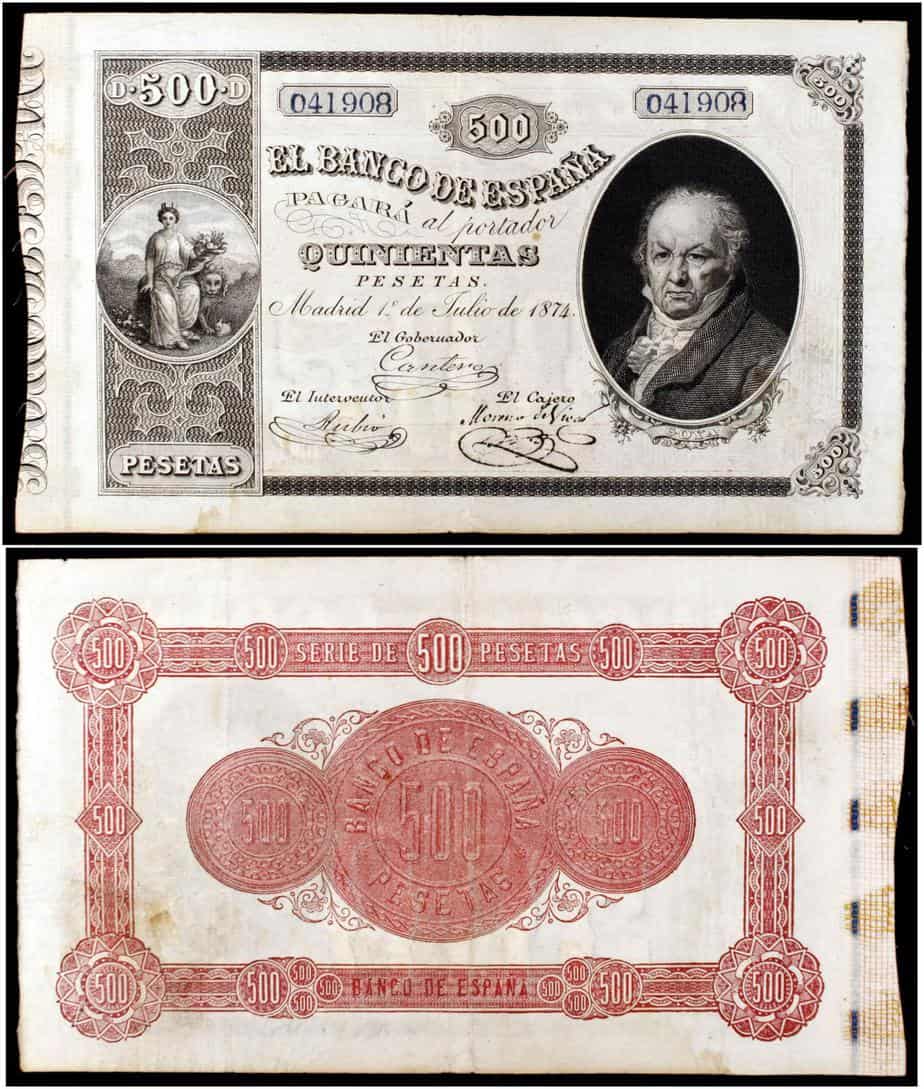 D·500·D
041908
041908
500
500
EL BANCO DE ESPAÑA
PAGARÁ al portador
QUINIENTAS
PESETAS.
Madrid 1º de Julio de 1874.
El Gobernador
Cantero
El Interventor
El Cajero
Rubio
GOYA
PESETAS
500
500
500
SERIE DE
500
PESETAS
500
500
BANCO DE ESPAÑA
500
500
500
500
500
PESETAS
500
500
500
500
BANCO DE ESPAÑA
500
500
500
500
500
500